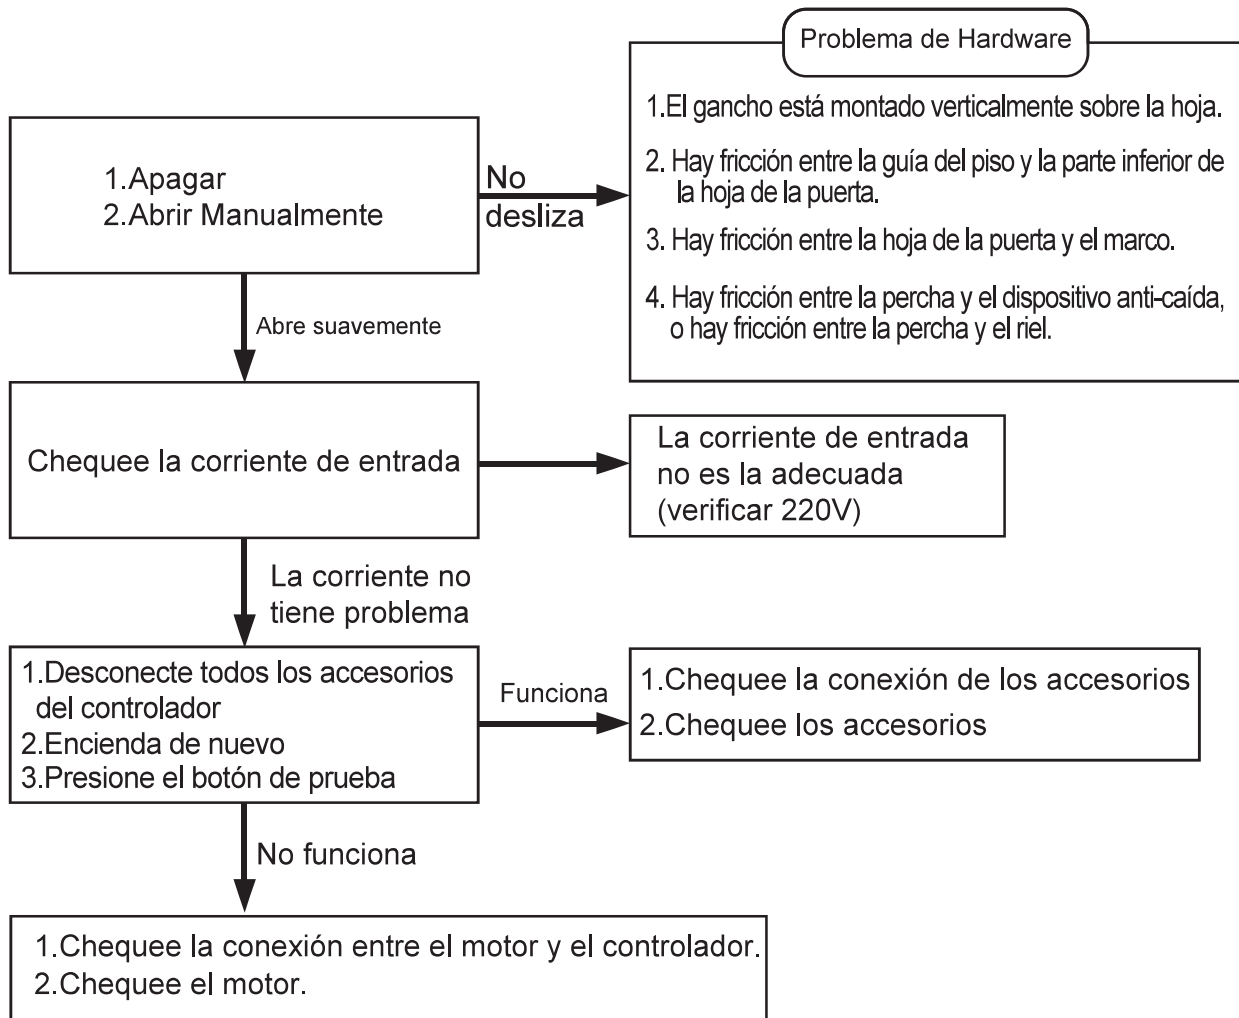 Problema de Hardware
1.El gancho está montado verticalmente sobre la hoja.
2. Hay fricción entre la guía del piso y la parte inferior de
la hoja de la puerta.
3. Hay fricción entre la hoja de la puerta y el marco.
4. Hay fricción entre la percha y el dispositivo anti-caída,
o hay fricción entre la percha y el riel.
1.Apagar
2.Abrir Manualmente
No
desliza
Abre suavemente
Chequee la corriente de entrada
La corriente de entrada
no es la adecuada
(verificar 220V)
La corriente no
tiene problema
1.Desconecte todos los accesorios
del controlador
2.Encienda de nuevo
3.Presione el botón de prueba
Funciona
1.Chequee la conexión de los accesorios
2.Chequee los accesorios
No funciona
1.Chequee la conexión entre el motor y el controlador.
2.Chequee el motor.